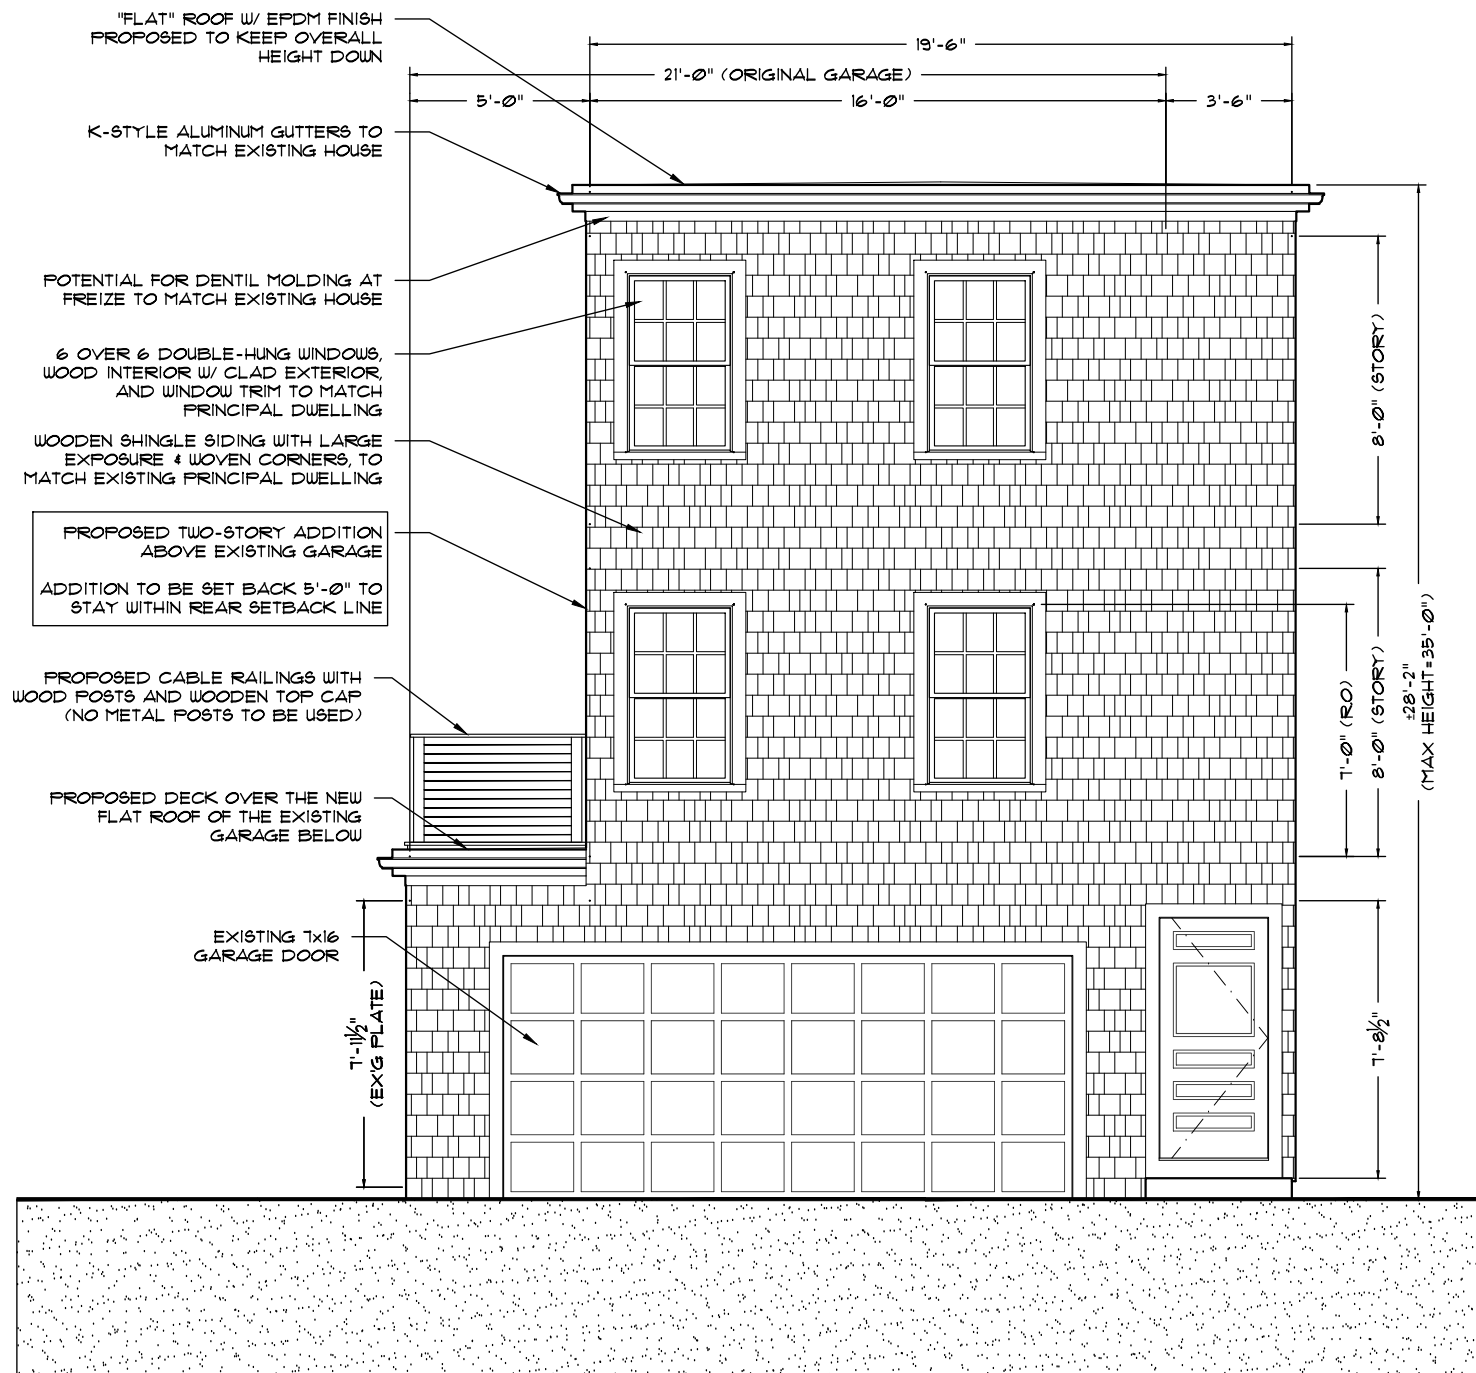 "FLAT" ROOF W/ EPDM FINISH
PROPOSED TO KEEP OVERALL
HEIGHT DOWN
19'-6"
21'-0" (ORIGINAL GARAGE)
5'-0"
16'-0"
3'-6"
K-STYLE ALUMINUM GUTTERS TO
MATCH EXISTING HOUSE
POTENTIAL FOR DENTIL MOLDING AT
FREIZE TO MATCH EXISTING HOUSE
6 OVER 6 DOUBLE-HUNG WINDOWS,
WOOD INTERIOR W/ CLAD EXTERIOR,
AND WINDOW TRIM TO MATCH
PRINCIPAL DWELLING
WOODEN SHINGLE SIDING WITH LARGE
EXPOSURE & WOVEN CORNERS, TO
MATCH EXISTING PRINCIPAL DWELLING
PROPOSED TWO-STORY ADDITION
ABOVE EXISTING GARAGE
ADDITION TO BE SET BACK 5'-0" TO
STAY WITHIN REAR SETBACK LINE
PROPOSED CABLE RAILINGS WITH
WOOD POSTS AND WOODEN TOP CAP
(NO METAL POSTS TO BE USED)
PROPOSED DECK OVER THE NEW
FLAT ROOF OF THE EXISTING
GARAGE BELOW
EXISTING 7x16
GARAGE DOOR
7'-11½"
(EX'G PLATE)
8'-0" (STORY)
7'-0" (RO)
8'-0" (STORY)
±28'-2"
(MAX HEIGHT=35'-0")
7'-8½"